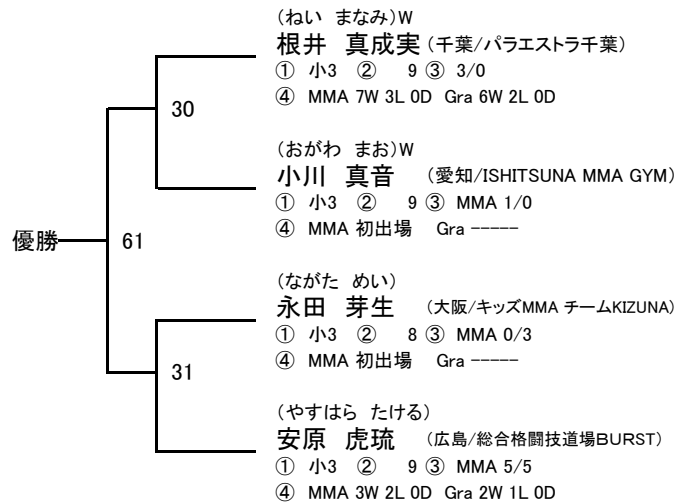 (ねい まなみ)W
根井 真成実 (千葉/パラエストラ千葉)
① 小3 ② 9 ③ 3/0
④ MMA 7W 3L 0D Gra 6W 2L 0D
30
(おがわ まお)W
小川 真音 (愛知/ISHITSUNA MMA GYM)
① 小3 ② 9 ③ MMA 1/0
④ MMA 初出場 Gra -----
優勝
61
(ながた めい)
永田 芽生 (大阪/キッズMMA チームKIZUNA)
① 小3 ② 8 ③ MMA 0/3
④ MMA 初出場 Gra -----
31
(やすはら たける)
安原 虎琉 (広島/総合格闘技道場BURST)
① 小3 ② 9 ③ MMA 5/5
④ MMA 3W 2L 0D Gra 2W 1L 0D